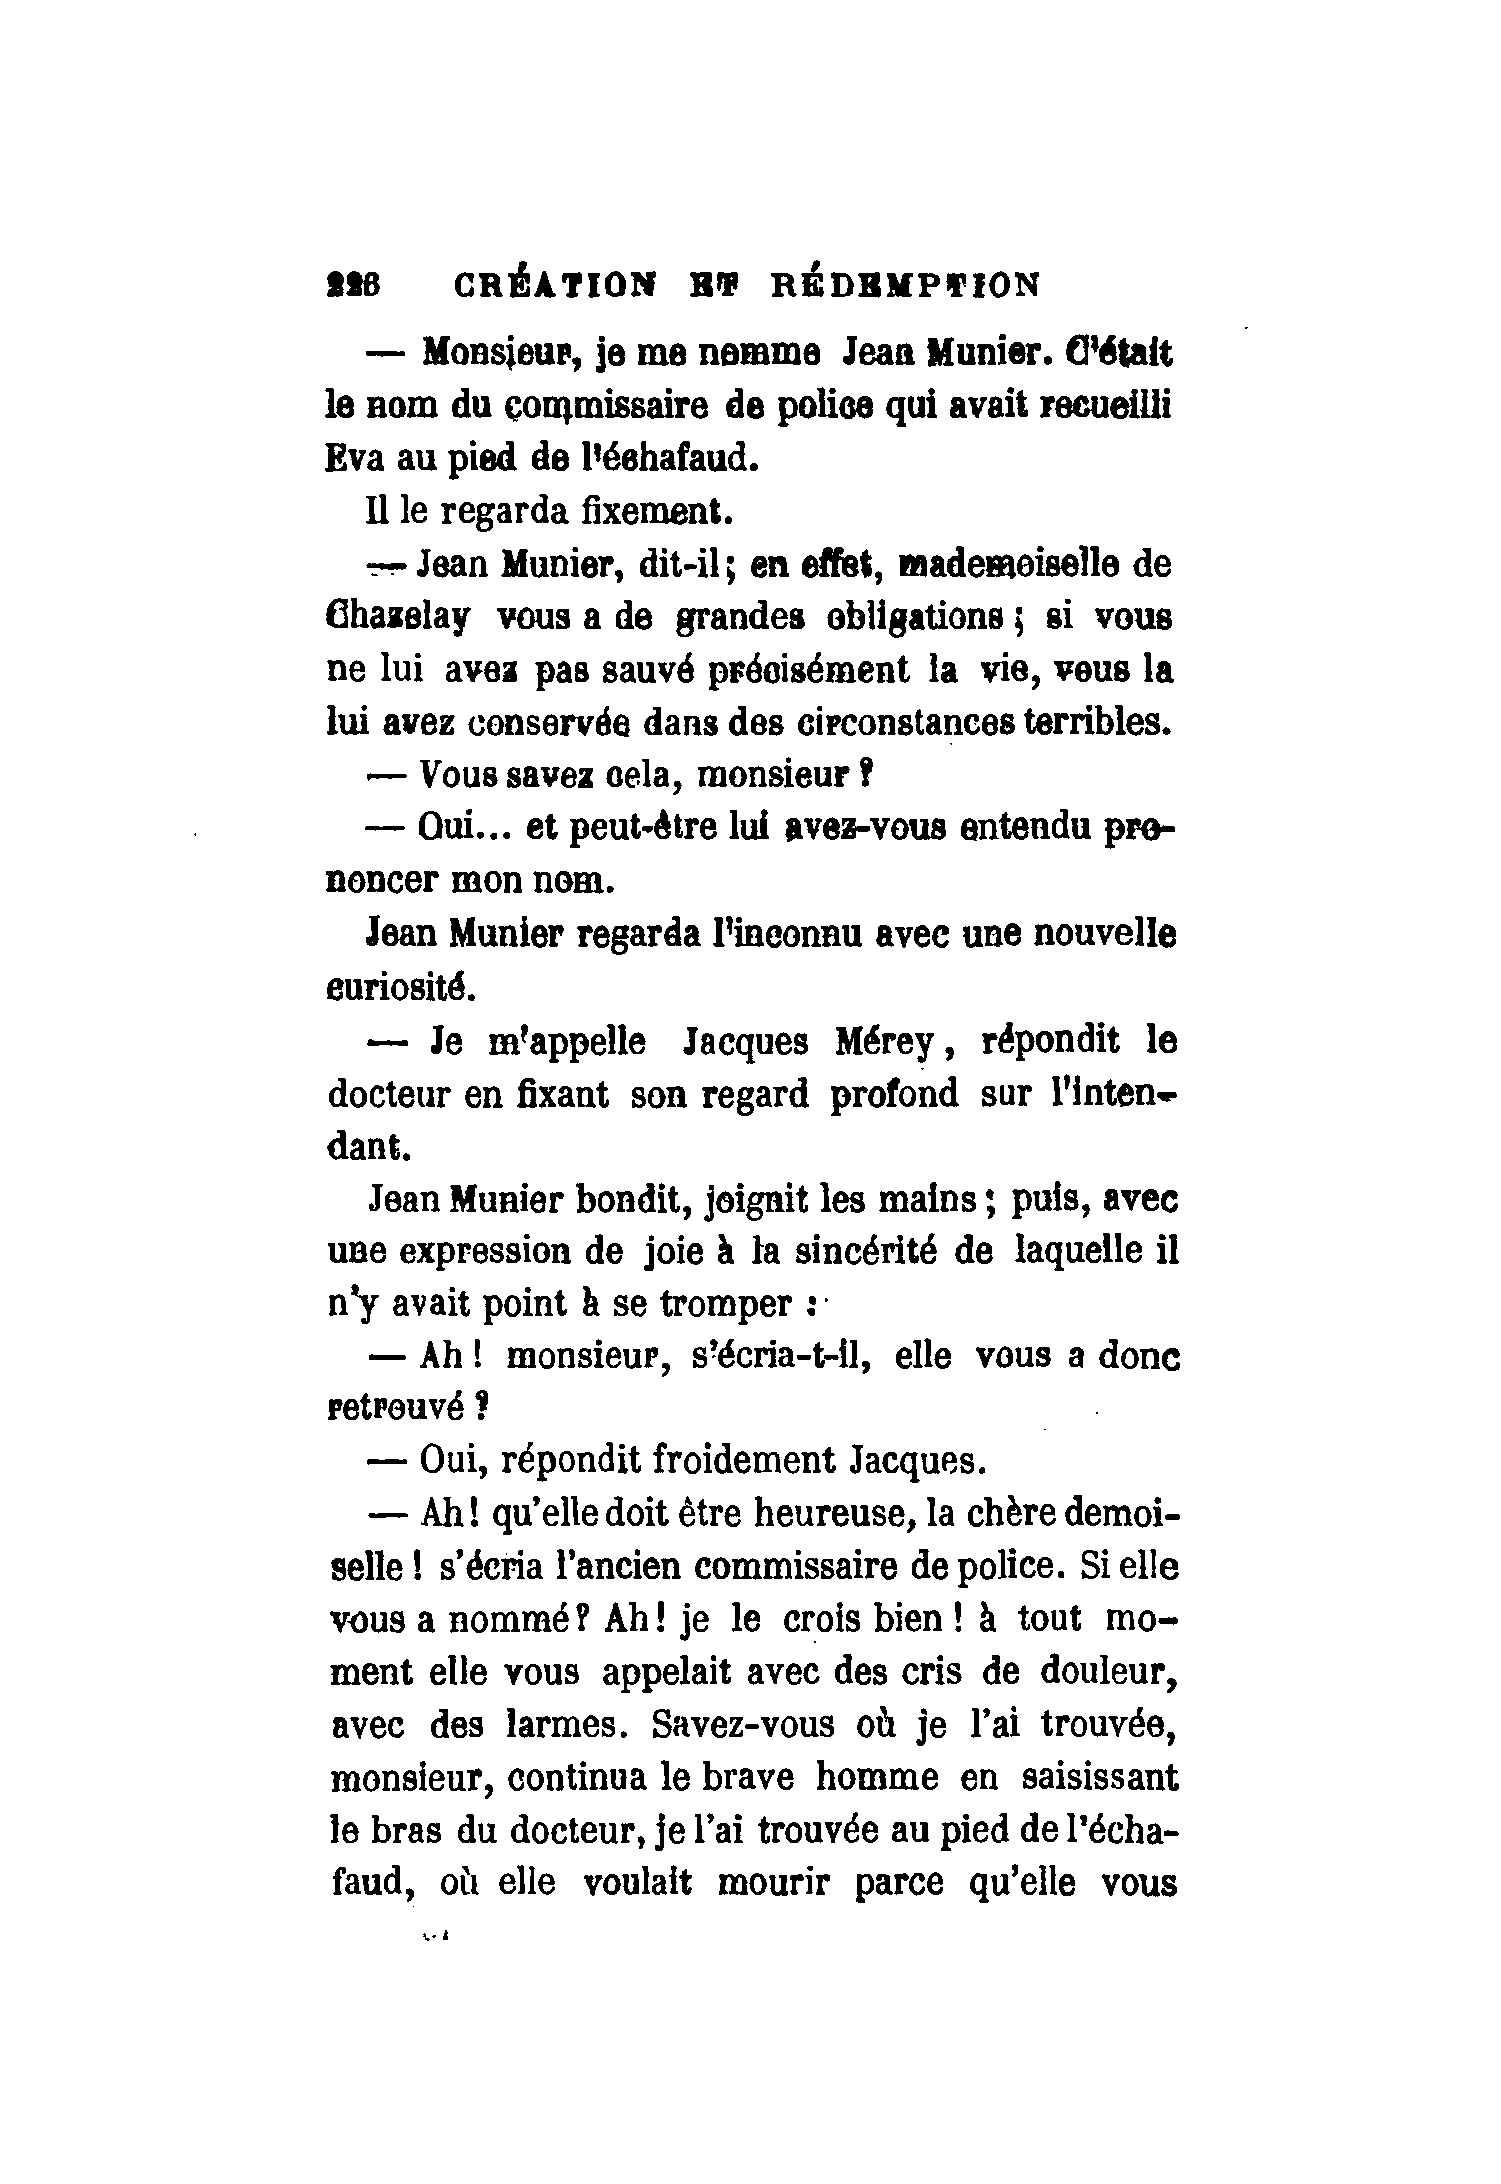 226 CRÉATION ET RÉDEMPTION
— Monsieur, je me nomme Jean Munier. C'était
le nom du commissaire de police qui avait recueilli
Eva au pied de l'échafaud.
Il le regarda fixement.
— Jean Munier, dit-il ; en effet, mademoiselle de
Chazelay vous a de grandes obligations ; si vous
ne lui avez pas sauvé précisément la vie, vous la
lui avez conservée dans des circonstances terribles.
— Vous savez cela, monsieur ?
— Oui... et peut-être lui avez-vous entendu pro-
noncer mon nom.
Jean Munier regarda l'inconnu avec une nouvelle
curiosité.
— Je m'appelle Jacques Mérey, répondit le
docteur en fixant son regard profond sur l'inten-
dant.
Jean Munier bondit, joignit les mains ; puis, avec
une expression de joie à la sincérité de laquelle il
n'y avait point à se tromper :
— Ah ! monsieur, s'écria-t-il, elle vous a donc
retrouvé ?
— Oui, répondit froidement Jacques.
— Ah ! qu'elle doit être heureuse, la chère demoi-
selle ! s'écria l'ancien commissaire de police. Si elle
vous a nommé ? Ah ! je le crois bien ! à tout mo-
ment elle vous appelait avec des cris de douleur,
avec des larmes. Savez-vous où je l'ai trouvée,
monsieur, continua le brave homme en saisissant
le bras du docteur, je l'ai trouvée au pied de l'écha-
faud, où elle voulait mourir parce qu'elle vous